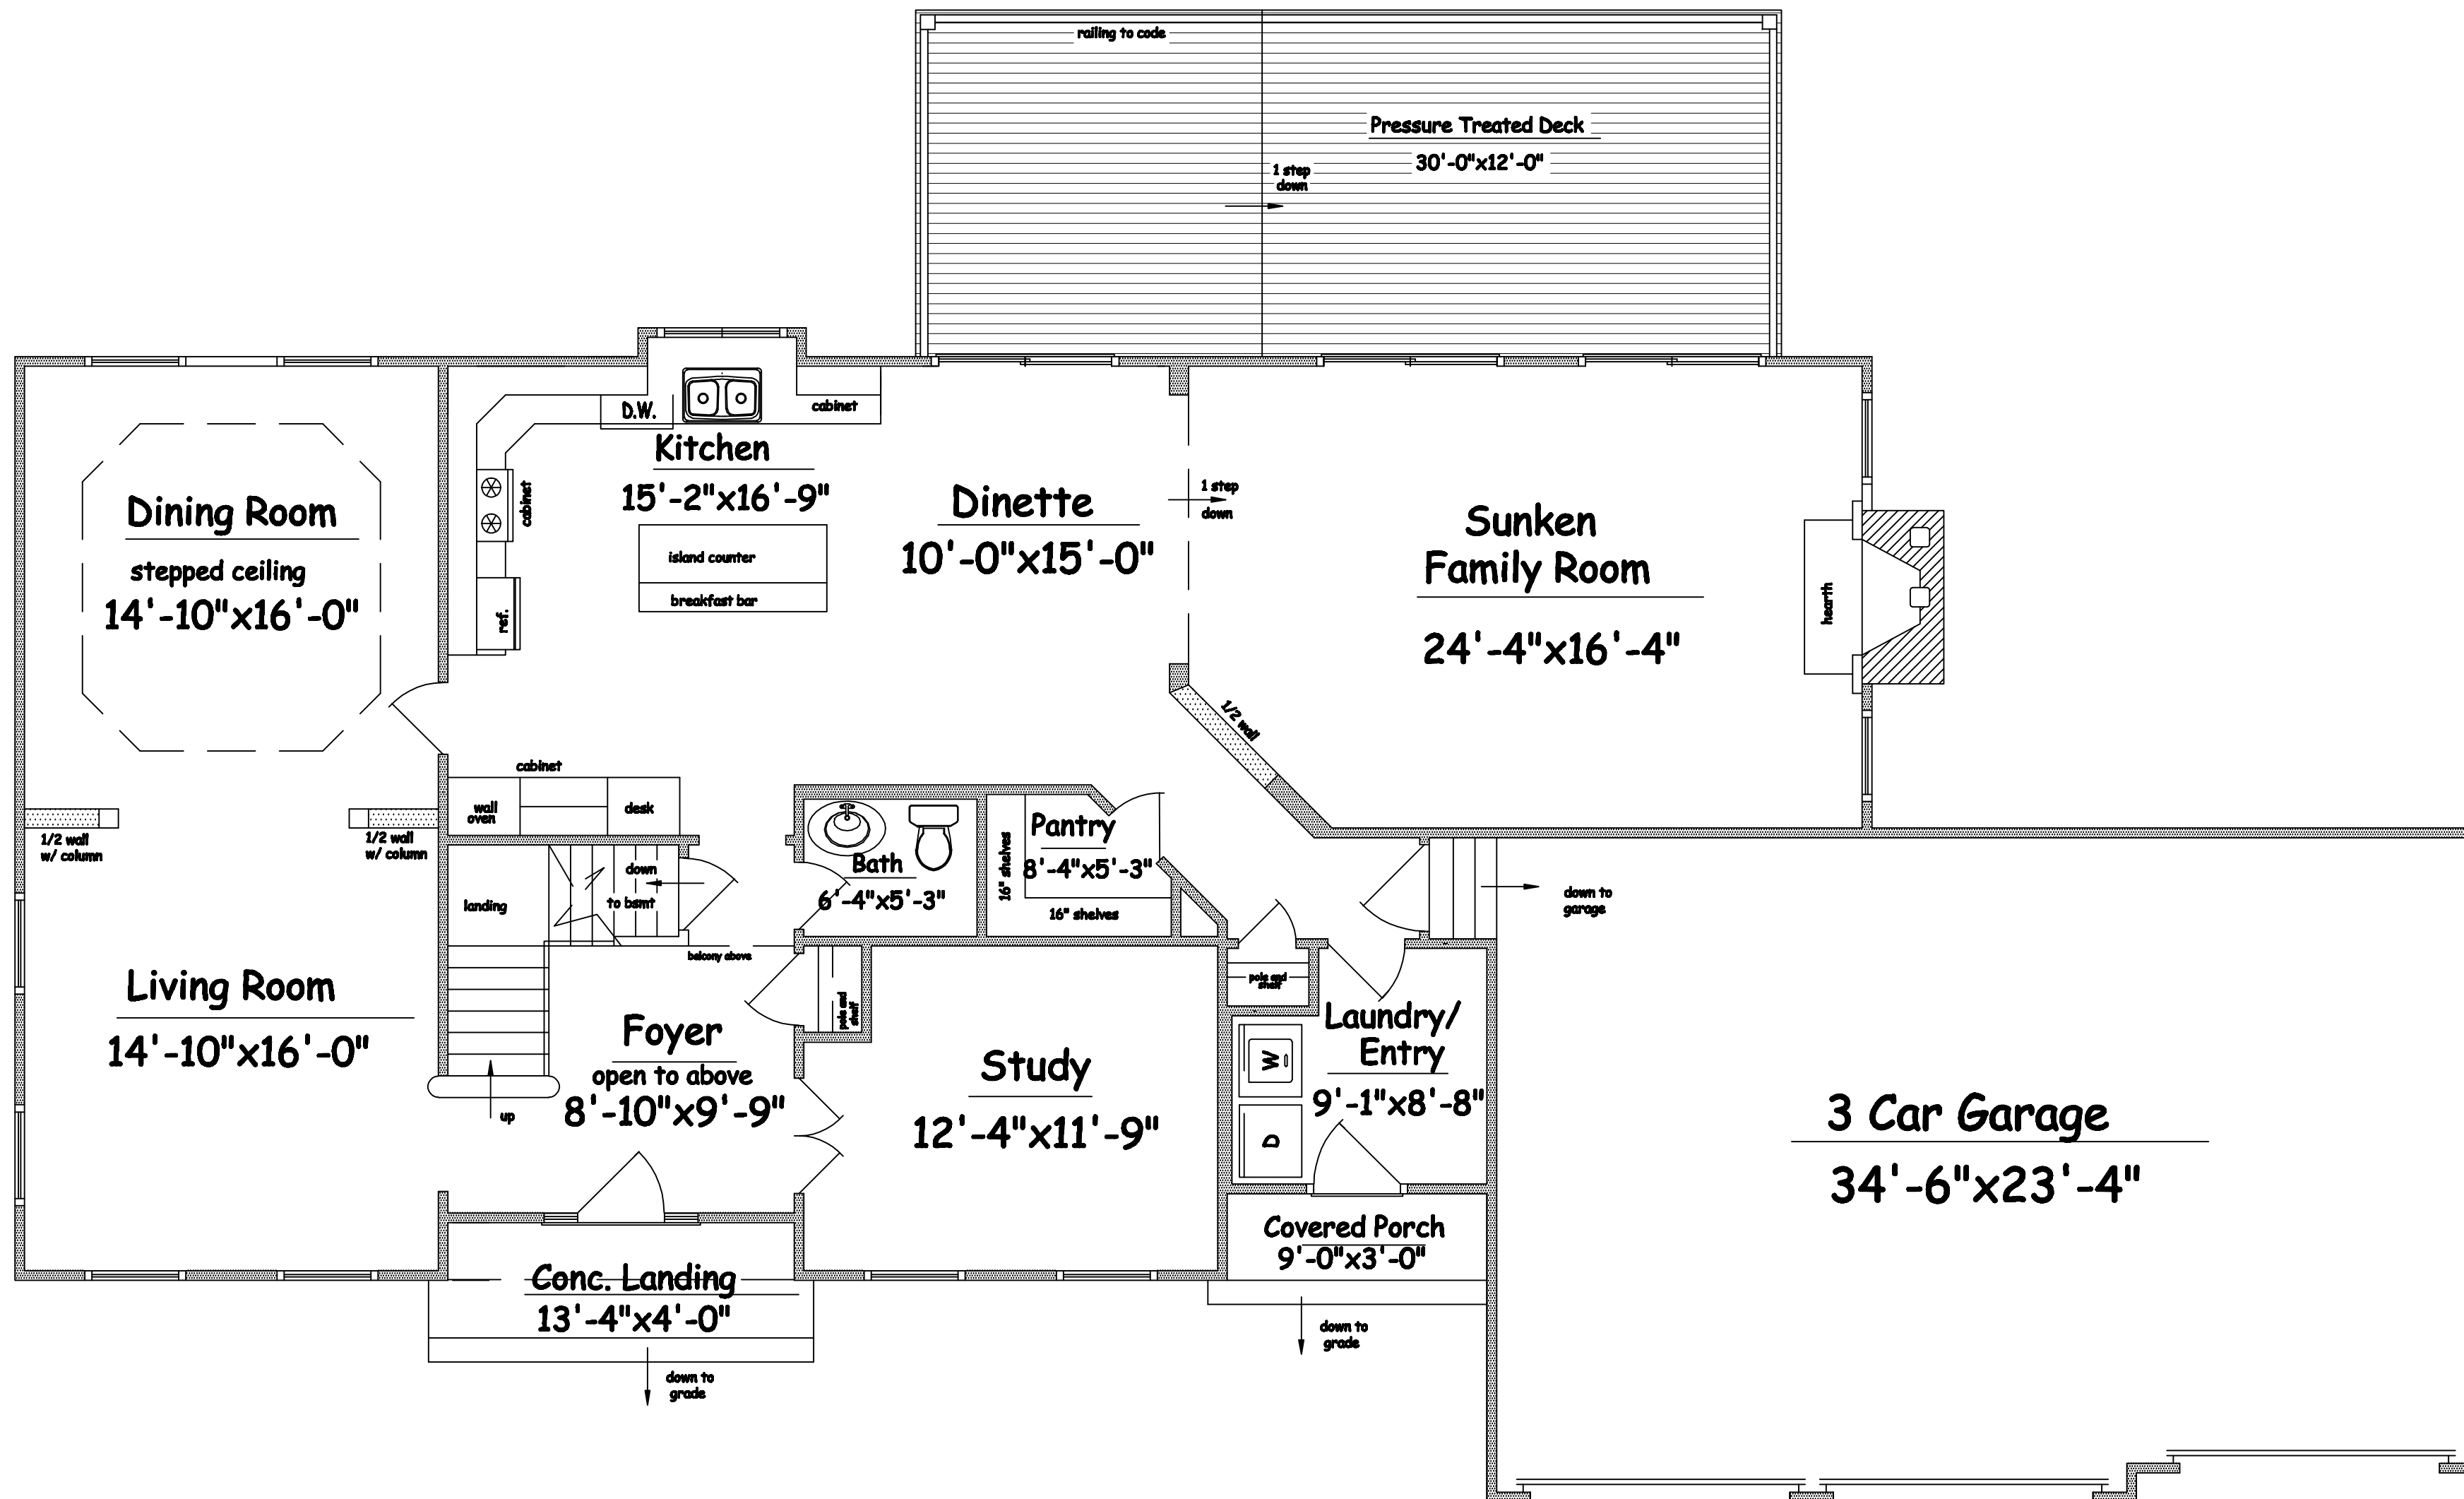 railing to code
Pressure Treated Deck
30'-0"x12'-0"
1 step
down
D.W.
cabinet
Kitchen
15'-2"x16'-9"
cabinet
island counter
breakfast bar
ref.
Dining Room
stepped ceiling
14'-10"x16'-0"
Dinette
10'-0"x15'-0"
1 step
down
Sunken
Family Room
24'-4"x16'-4"
hearth
1/2 wall
cabinet
wall
oven
desk
1/2 wall
w/ column
1/2 wall
w/ column
down
to bsmt
landing
Bath
6'-4"x5'-3"
16" shelves
Pantry
8'-4"x5'-3"
16" shelves
down to
garage
balcony above
pole and
shelf
pole and
shelf
Living Room
14'-10"x16'-0"
up
Foyer
open to above
8'-10"x9'-9"
Study
12'-4"x11'-9"
W
D
Laundry/
Entry
9'-1"x8'-8"
3 Car Garage
34'-6"x23'-4"
Covered Porch
9'-0"x3'-0"
Conc. Landing
13'-4"x4'-0"
down to
grade
down to
grade